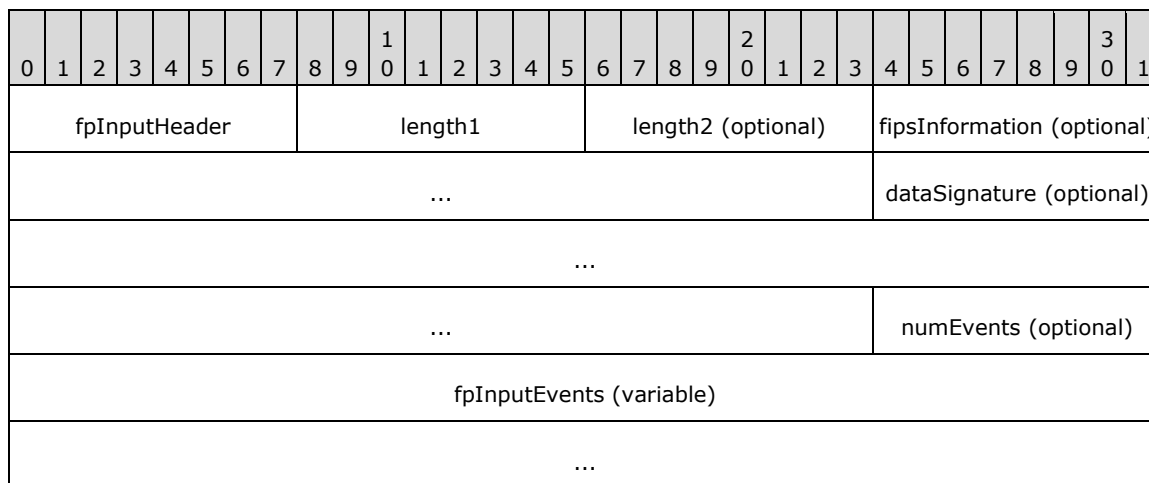 1 2 3
0 1 2 3 4 5 6 7 8 9 0 1 2 3 4 5 6 7 8 9 0 1 2 3 4 5 6 7 8 9 0 1
fpInputHeader length1 length2 (optional) fipsInformation (optional)
... dataSignature (optional)
...
... numEvents (optional)
fpInputEvents (variable)
...